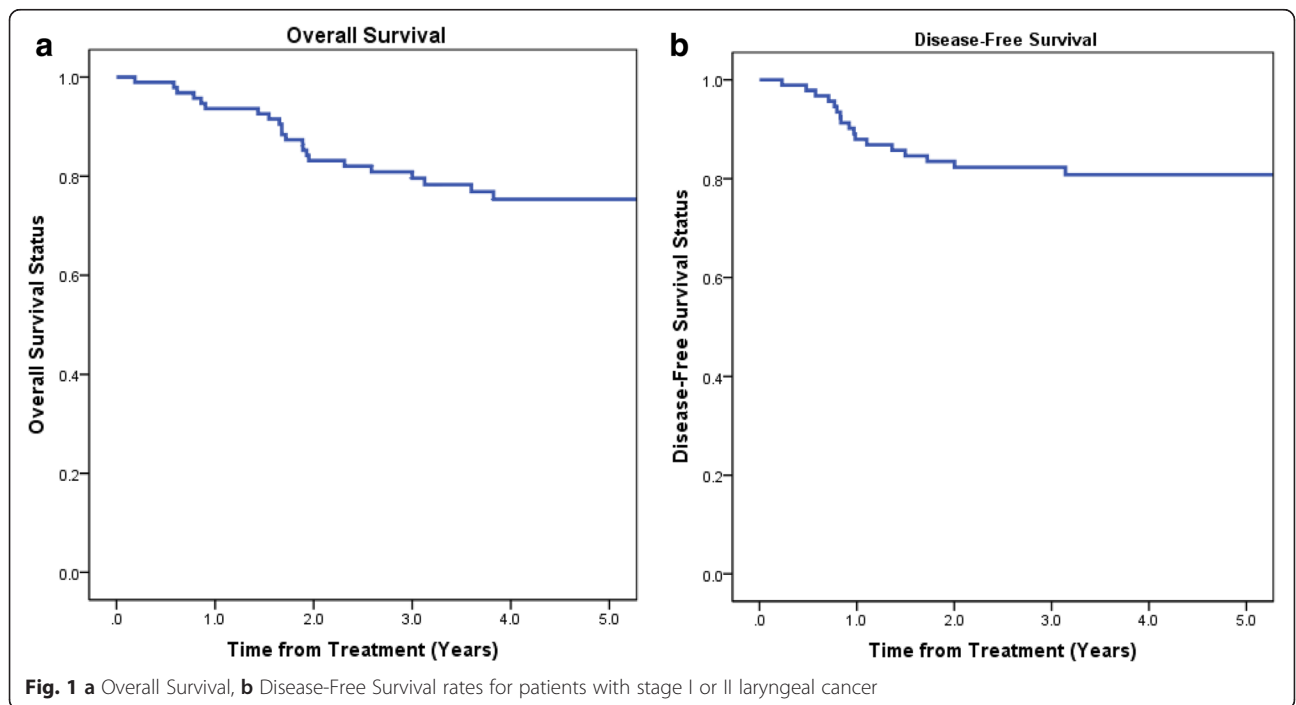 a
Overall Survival
1.0
0.8
0.6
0.4
0.2
0.0
Overall Survival Status
.0 1.0 2.0 3.0 4.0 5.0
Time from Treatment (Years)
b
Disease-Free Survival
1.0
0.8
0.6
0.4
0.2
0.0
Disease-Free Survival Status
.0 1.0 2.0 3.0 4.0 5.0
Time from Treatment (Years)
Fig. 1 a Overall Survival, b Disease-Free Survival rates for patients with stage I or II laryngeal cancer